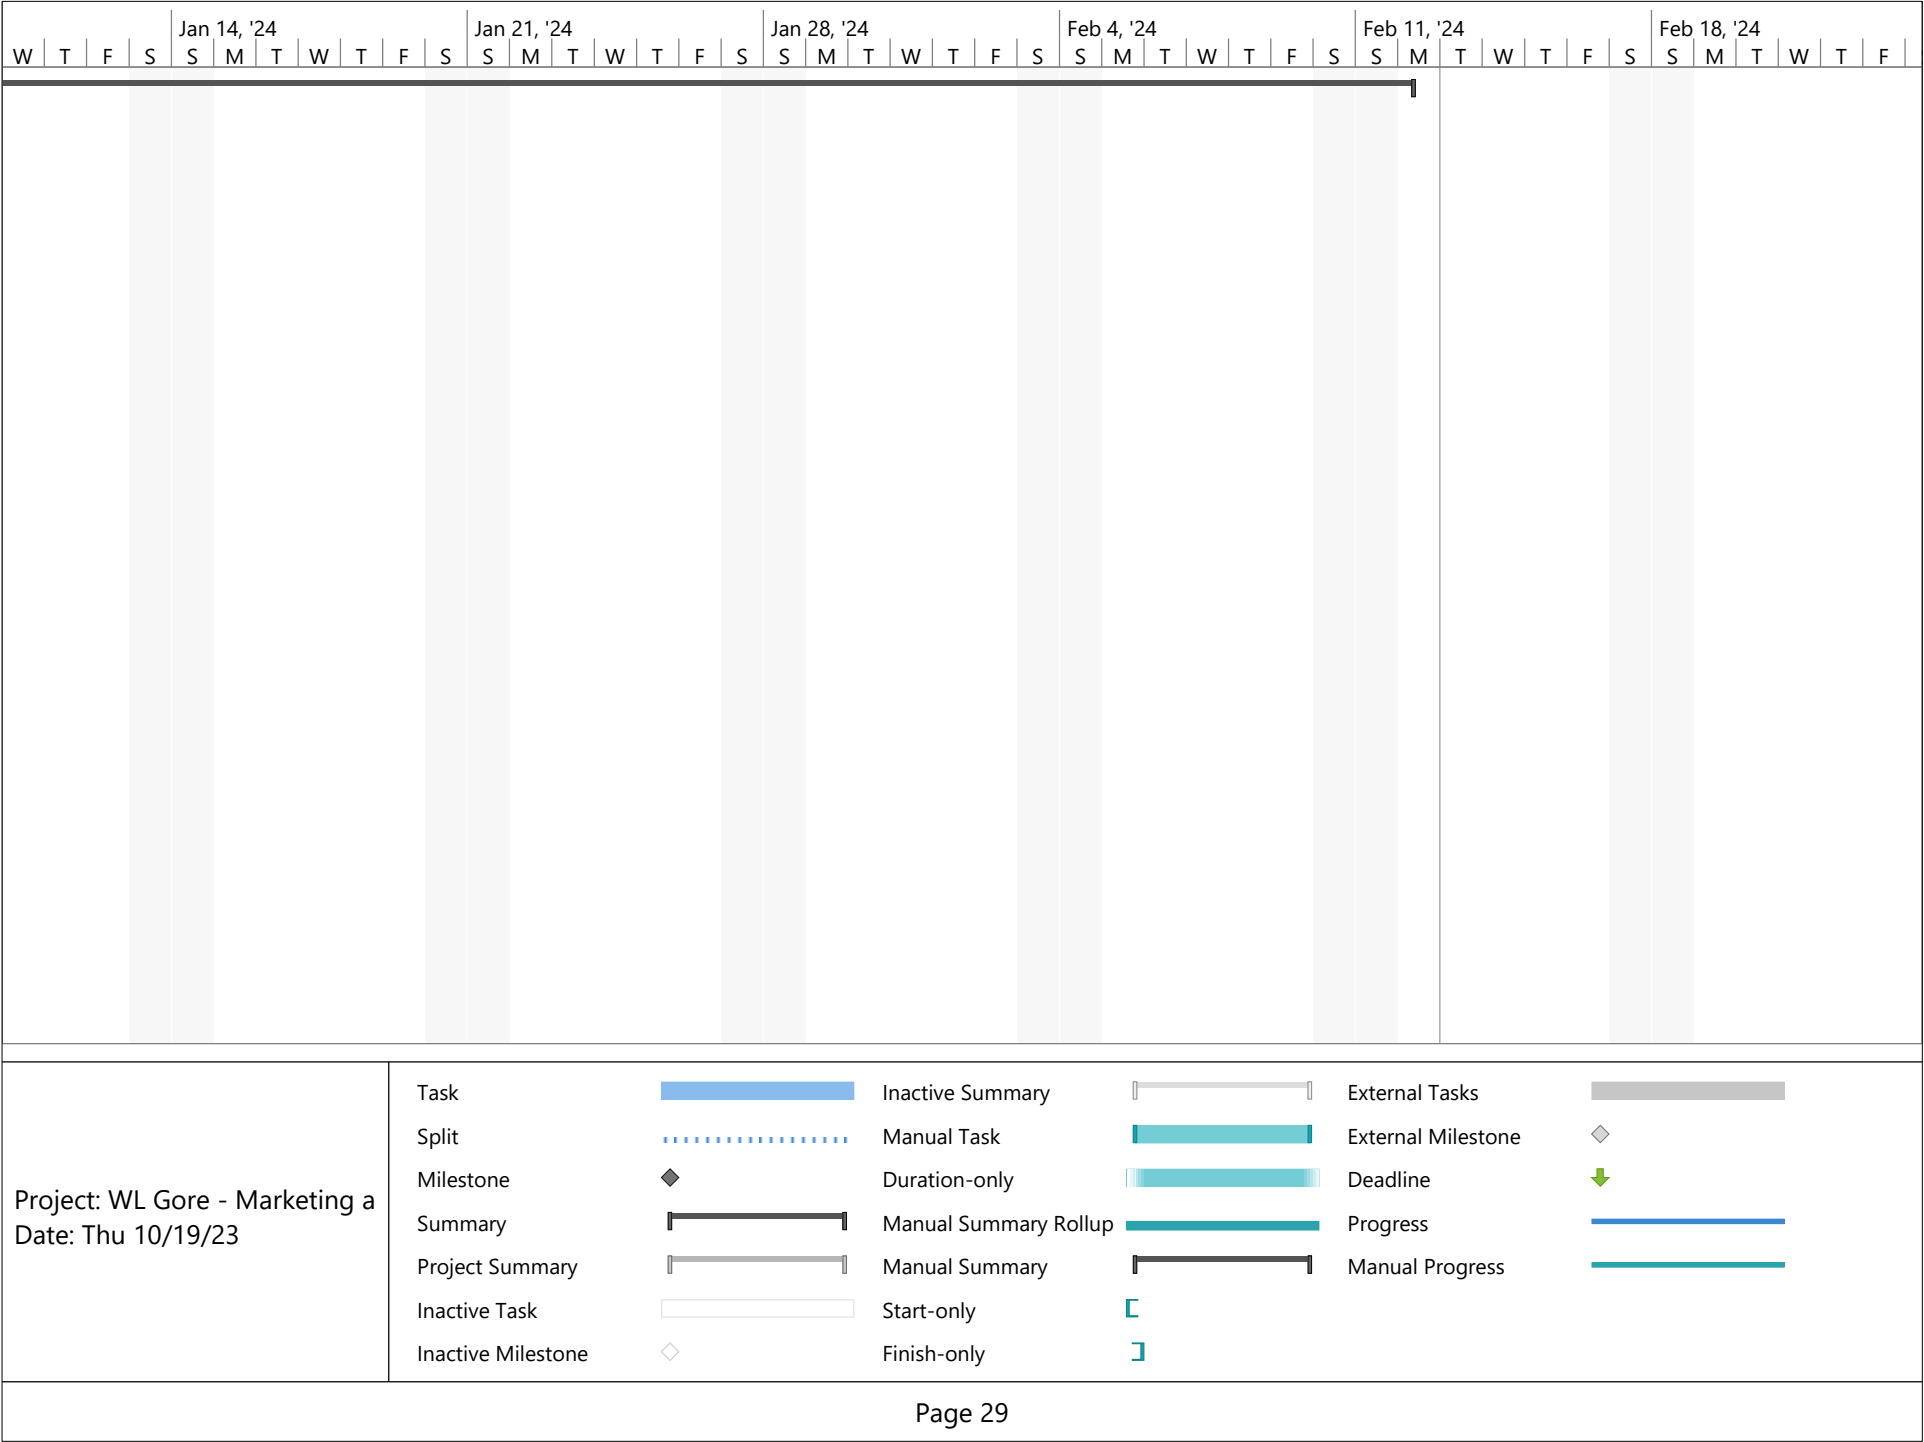 Jan 14, '24 Jan 21, '24 Jan 28, '24 Feb 4, '24 Feb 11, '24 Feb 18, '24
W T F S S M T W T F S S M T W T F S S M T W T F S S M T W T F S S M T W T F S S M T W T F
Project: WL Gore - Marketing a
Date: Thu 10/19/23
Task
Split
Milestone
Summary
Project Summary
Inactive Task
Inactive Milestone
Inactive Summary
Manual Task
Duration-only
Manual Summary Rollup
Manual Summary
Start-only
Finish-only
External Tasks
External Milestone
Deadline
Progress
Manual Progress
Page 29